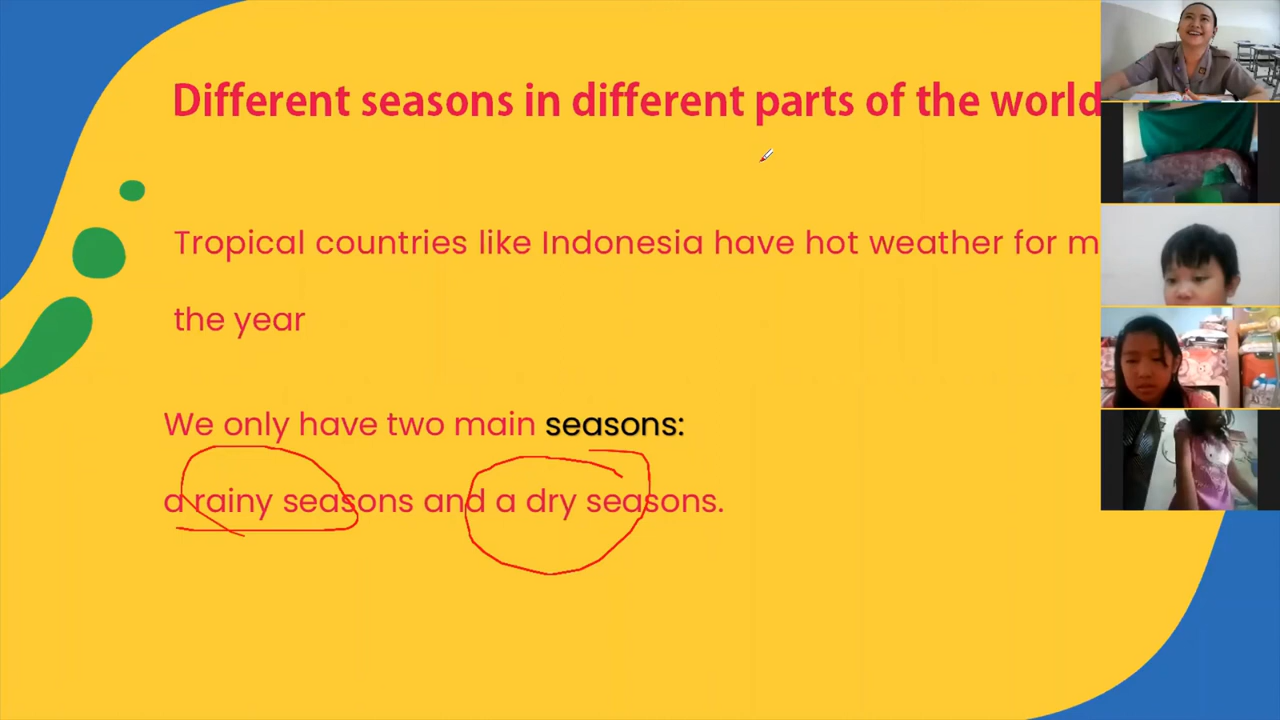 Different seasons in different parts of the world
Tropical countries like Indonesia have hot weather for
the year
We only have two main seasons:
a rainy seasons and a dry seasons.